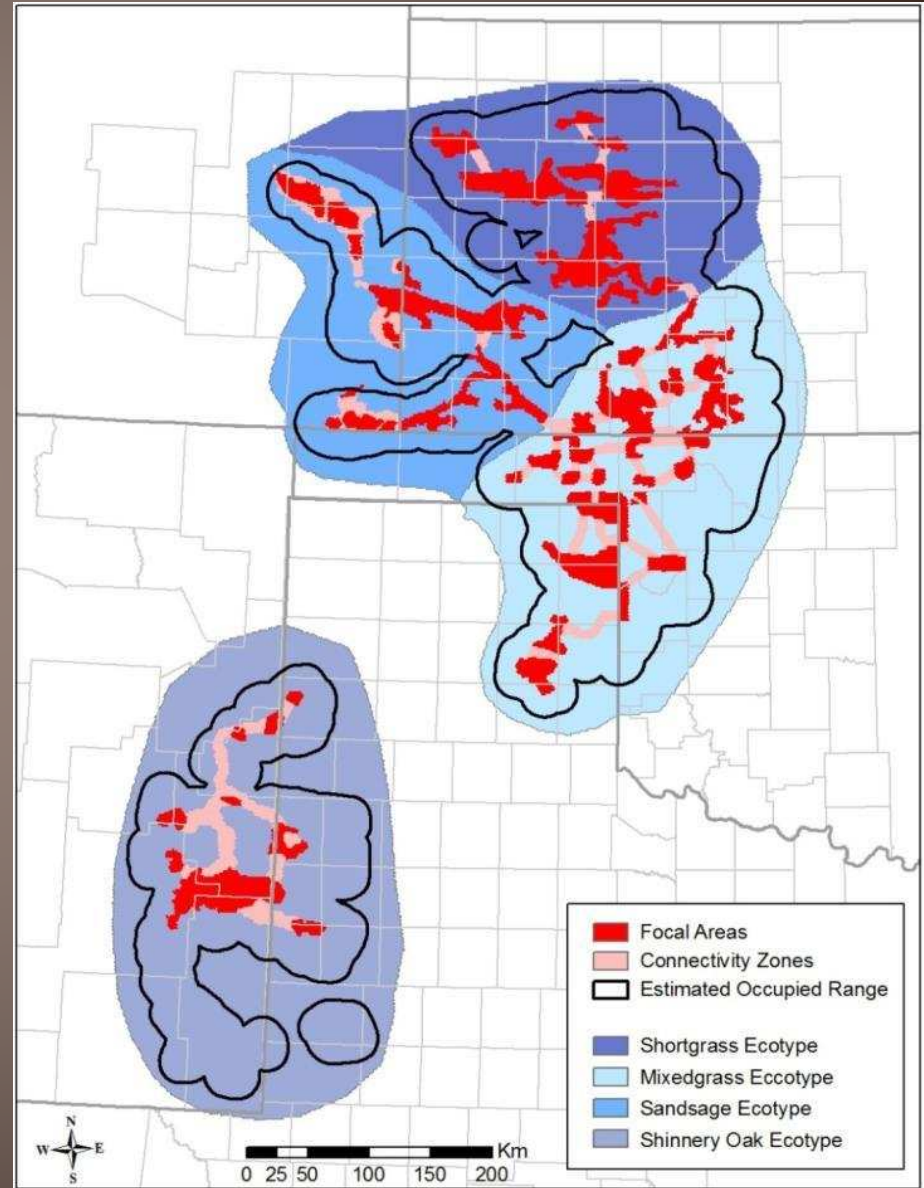 Focal Areas
Connectivity Zones
Estimated Occupied Range
Shortgrass Ecotype
Mixedgrass Eccotype
Sandsage Ecotype
Shinnery Oak Ecotype
N
W E
S
Km
0 25 50 100 150 200